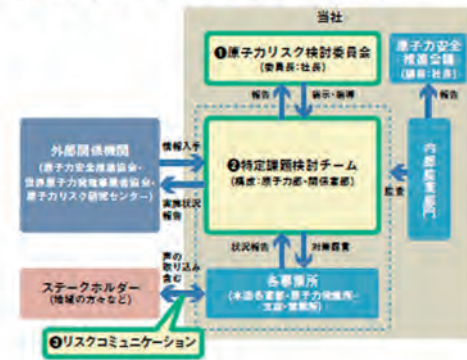 当社
❶原子力リスク検討委員会
(委員長:社長)
原子力安全
推進会議
(議長:社長)
報告
指示・指導
報告
外部関係機関
(原子力安全推進協会・
世界原子力発電事業者協会・
原子力リスク研究センター)
情報入手
実施状況
報告
❷特定課題検討チーム
(構成:原子力部・関係室部)
監査
内部監査部門
状況報告
対策提言
ステークホルダー
(地域の方々など)
声の
取り込み
含む
各事業所
(本店各室部・原子力発電所・
支店・営業所)
❸リスクコミュニケーション